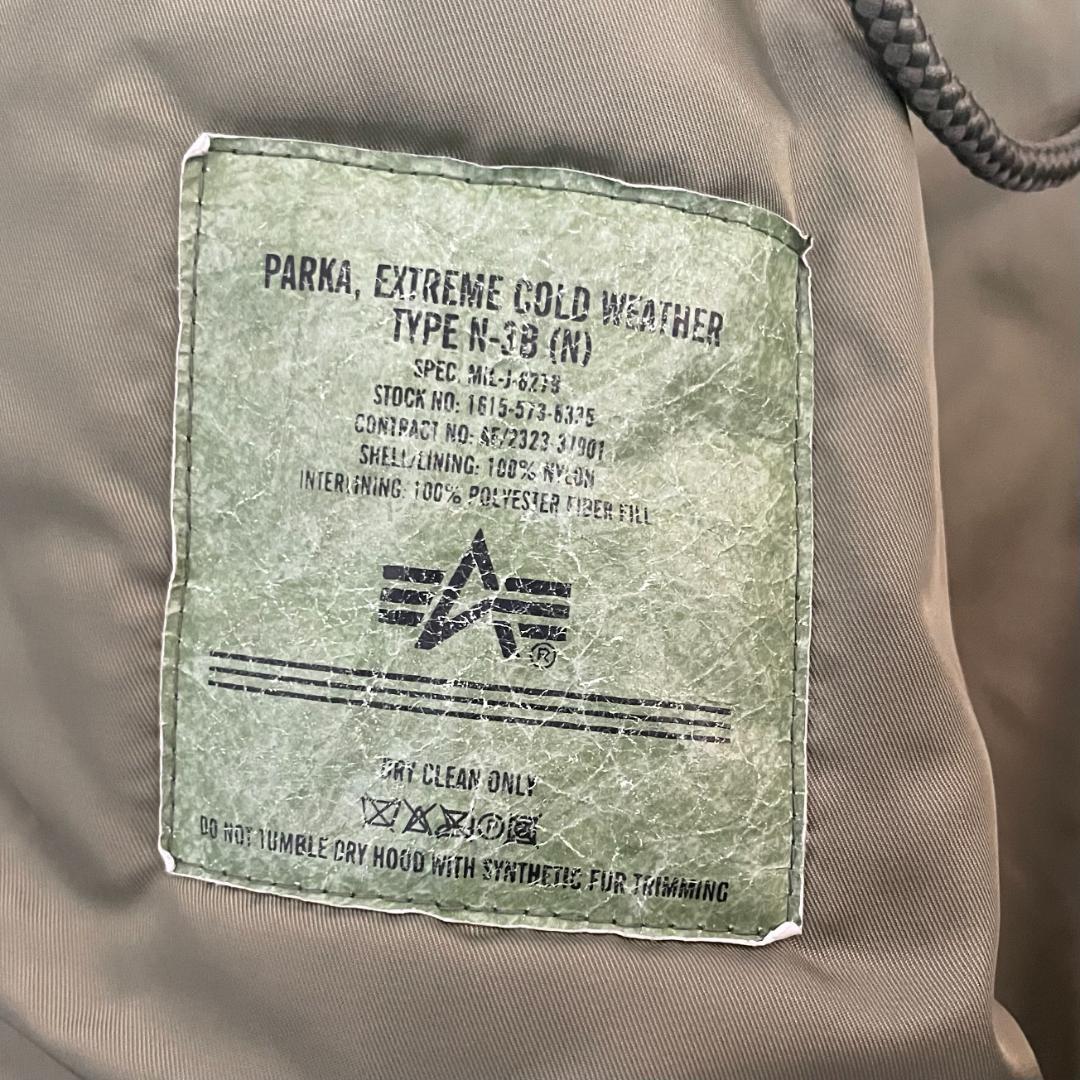 PARKA, EXTREME COLD WEATHER
TYPE N-3B (N)
SPEC. MIL-J-6279
STOCK NO: 1615-573-8335
CONTRACT NO: AF/2323-37901
SHELL/LINING: 100% NYLON
INTERLINING: 100% POLYESTER FIBER FILL
®
DRY CLEAN ONLY
DO NOT TUMBLE DRY HOOD WITH SYNTHETIC FUR TRIMMING